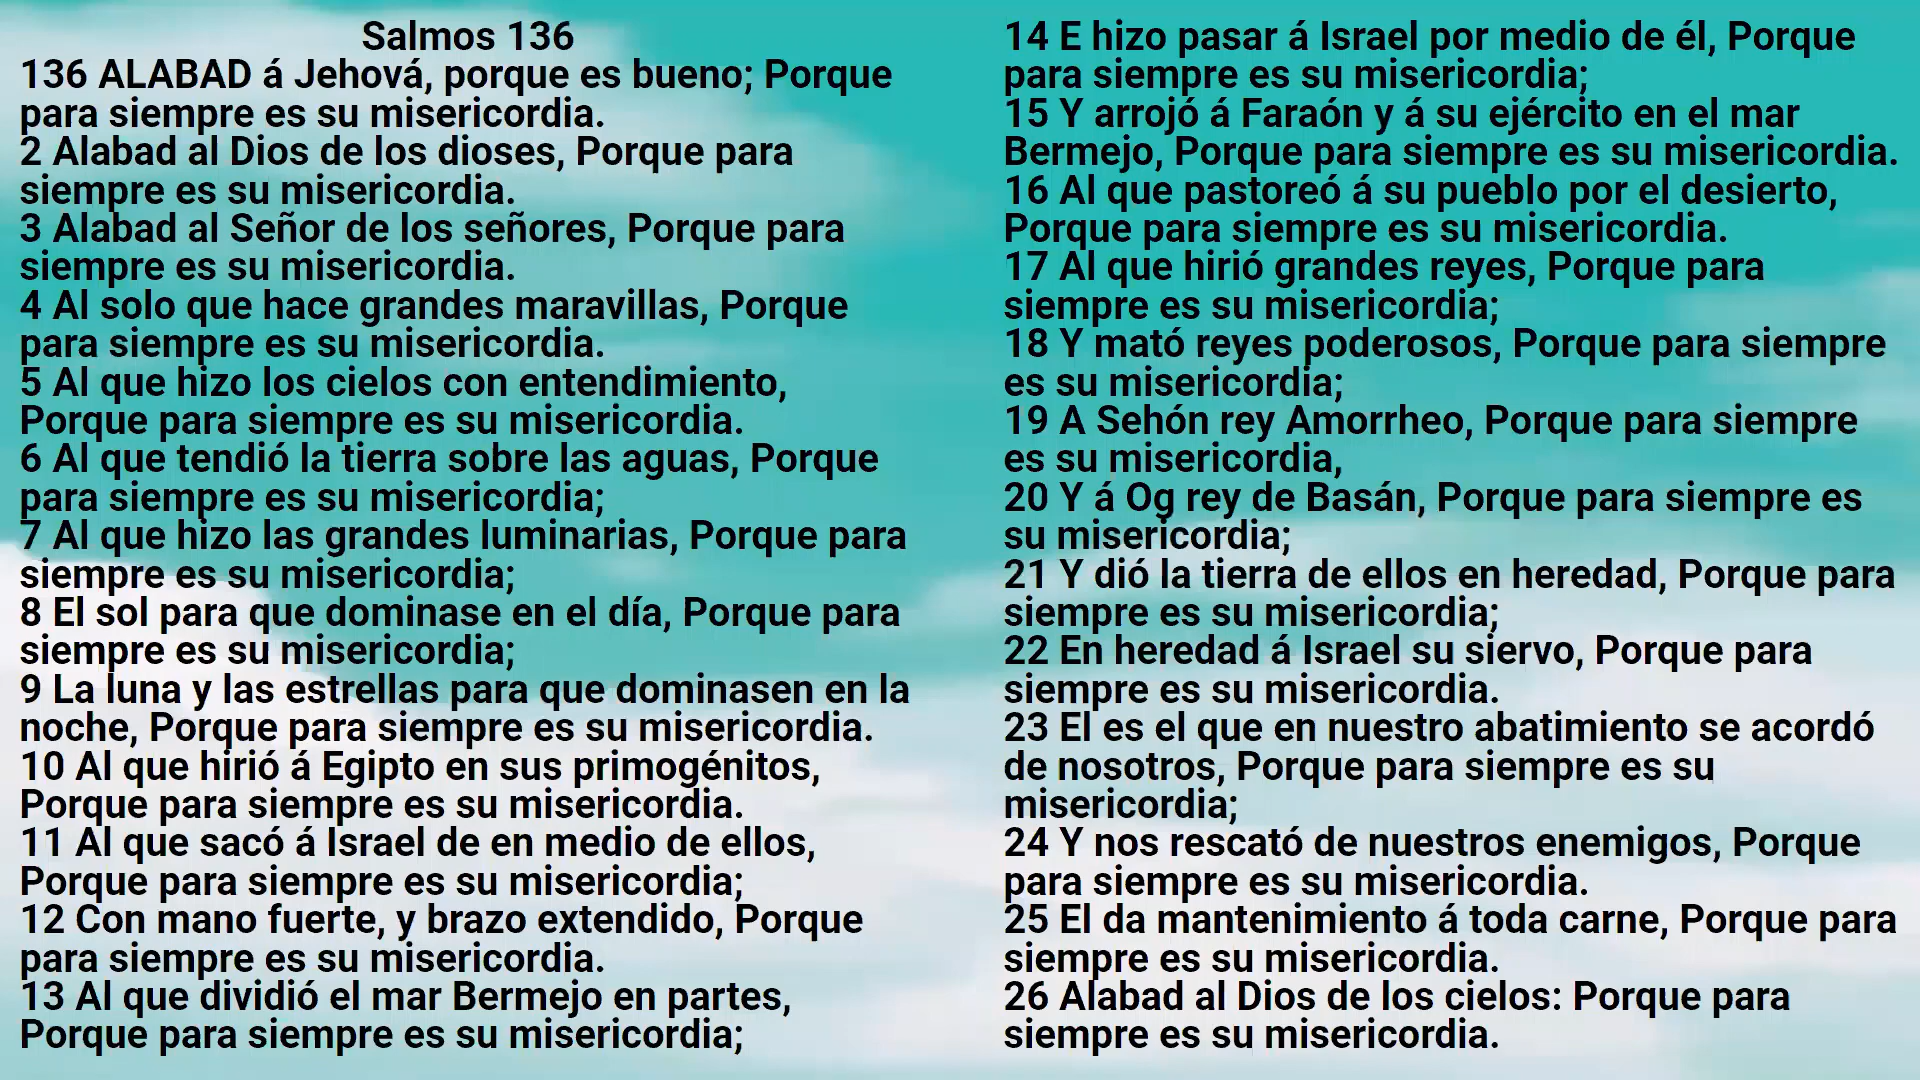 Salmos 136
136 ALABAD á Jehová, porque es bueno; Porque
para siempre es su misericordia.
2 Alabad al Dios de los dioses, Porque para
siempre es su misericordia.
3 Alabad al Señor de los señores, Porque para
siempre es su misericordia.
4 Al solo que hace grandes maravillas, Porque
para siempre es su misericordia.
5 Al que hizo los cielos con entendimiento,
Porque para siempre es su misericordia.
6 Al que tendió la tierra sobre las aguas, Porque
para siempre es su misericordia;
7 Al que hizo las grandes luminarias, Porque para
siempre es su misericordia;
8 El sol para que dominase en el día, Porque para
siempre es su misericordia;
9 La luna y las estrellas para que dominasen en la
noche, Porque para siempre es su misericordia.
10 Al que hirió á Egipto en sus primogénitos,
Porque para siempre es su misericordia.
11 Al que sacó á Israel de en medio de ellos,
Porque para siempre es su misericordia;
12 Con mano fuerte, y brazo extendido, Porque
para siempre es su misericordia.
13 Al que dividió el mar Bermejo en partes,
Porque para siempre es su misericordia;
14 E hizo pasar á Israel por medio de él, Porque
para siempre es su misericordia;
15 Y arrojó á Faraón y á su ejército en el mar
Bermejo, Porque para siempre es su misericordia.
16 Al que pastoreó á su pueblo por el desierto,
Porque para siempre es su misericordia.
17 Al que hirió grandes reyes, Porque para
siempre es su misericordia;
18 Y mató reyes poderosos, Porque para siempre
es su misericordia;
19 A Sehón rey Amorrheo, Porque para siempre
es su misericordia,
20 Y á Og rey de Basán, Porque para siempre es
su misericordia;
21 Y dió la tierra de ellos en heredad, Porque para
siempre es su misericordia;
22 En heredad á Israel su siervo, Porque para
siempre es su misericordia.
23 El es el que en nuestro abatimiento se acordó
de nosotros, Porque para siempre es su
misericordia;
24 Y nos rescató de nuestros enemigos, Porque
para siempre es su misericordia.
25 El da mantenimiento á toda carne, Porque para
siempre es su misericordia.
26 Alabad al Dios de los cielos: Porque para
siempre es su misericordia.